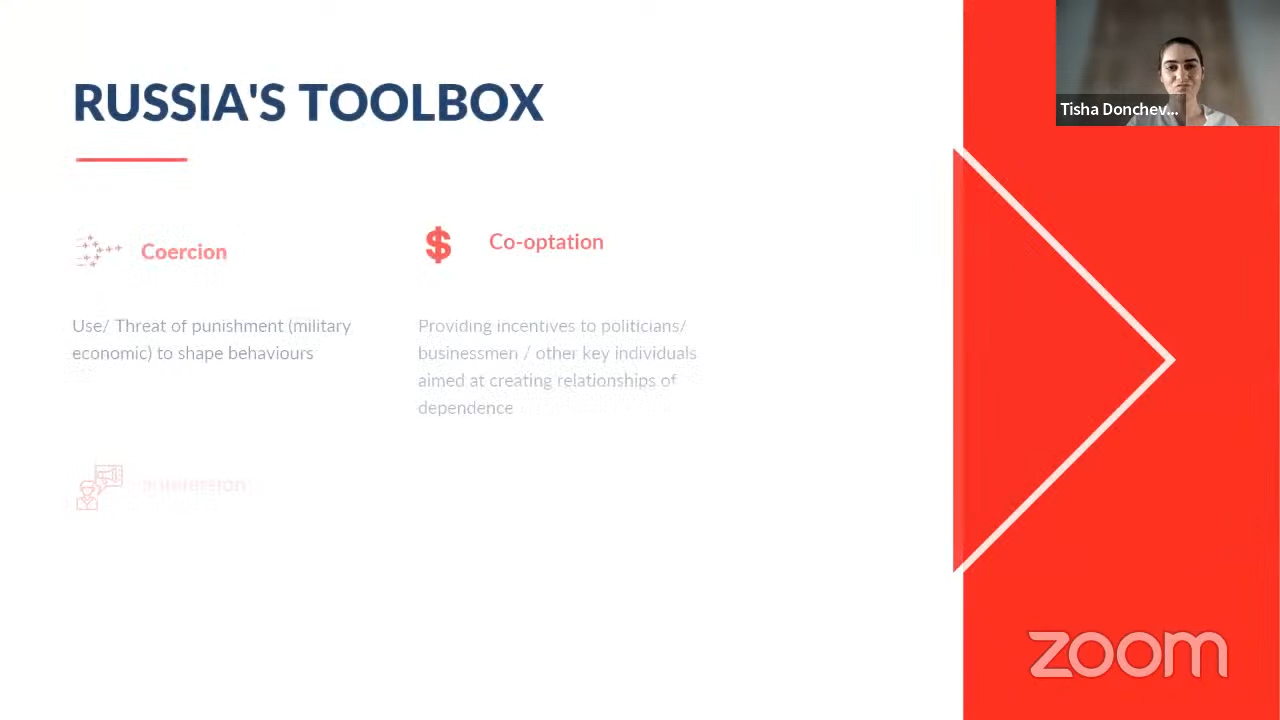 RUSSIA'S TOOLBOX
Tisha Donchev...
Coercion
Use/ Threat of punishment (military
economic) to shape behaviours
$
Co-optation
Providing incentives to politicians/
businessmen / other key individuals
aimed at creating relationships of
dependence
zoom